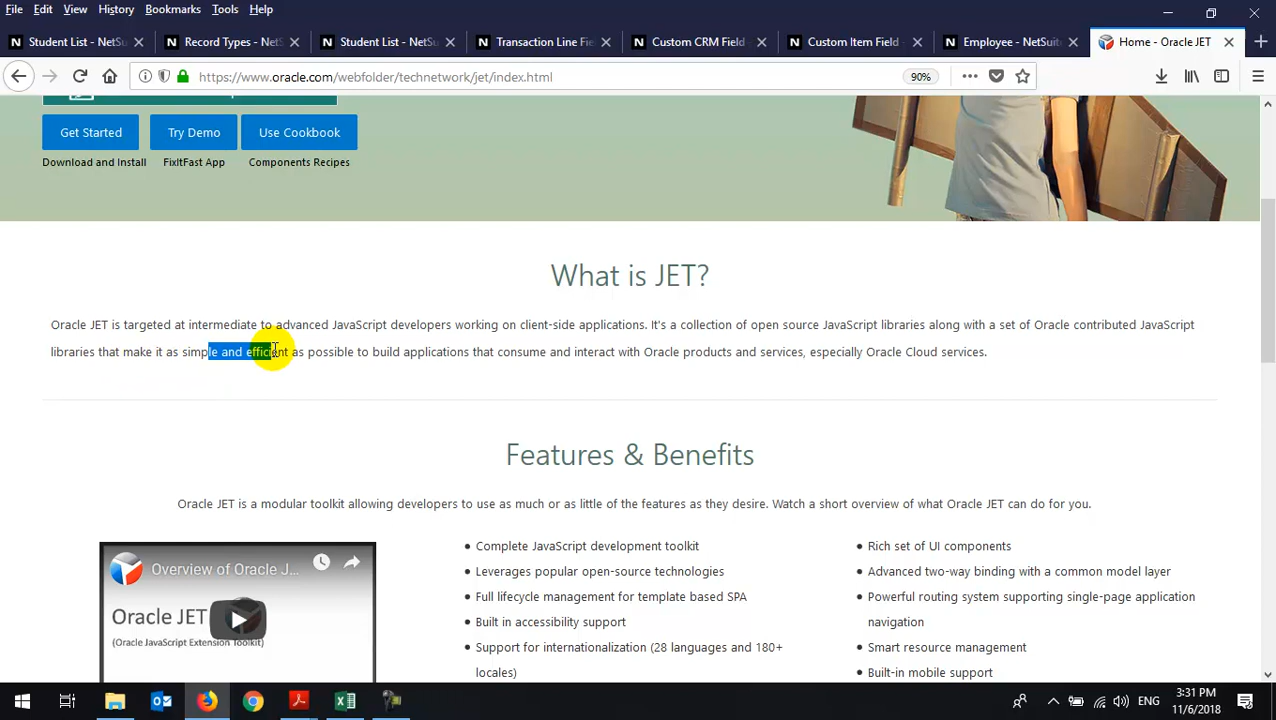 File Edit View History Bookmarks Tools Help
Student List - NetSu
Record Types - NetS
Student List - NetSu
Transaction Line Fi
Custom CRM Field -
Custom Item Field -
Employee - NetSuite
Home - Oracle JET
https://www.oracle.com/webfolder/technetwork/jet/index.html
90%
Get Started Try Demo Use Cookbook
Download and Install FixItFast App Components Recipes
What is JET?
Oracle JET is targeted at intermediate to advanced JavaScript developers working on client-side applications. It's a collection of open source JavaScript libraries along with a set of Oracle contributed JavaScript
libraries that make it as simple and efficient as possible to build applications that consume and interact with Oracle products and services, especially Oracle Cloud services.
Features & Benefits
Oracle JET is a modular toolkit allowing developers to use as much or as little of the features as they desire. Watch a short overview of what Oracle JET can do for you.
Overview of Oracle J...
Oracle JET
(Oracle JavaScript Extension Toolkit)
Complete JavaScript development toolkit
Leverages popular open-source technologies
Full lifecycle management for template based SPA
Built in accessibility support
Support for internationalization (28 languages and 180+
locales)
Rich set of UI components
Advanced two-way binding with a common model layer
Powerful routing system supporting single-page application
navigation
Smart resource management
Built-in mobile support
ENG
3:31 PM
11/6/2018